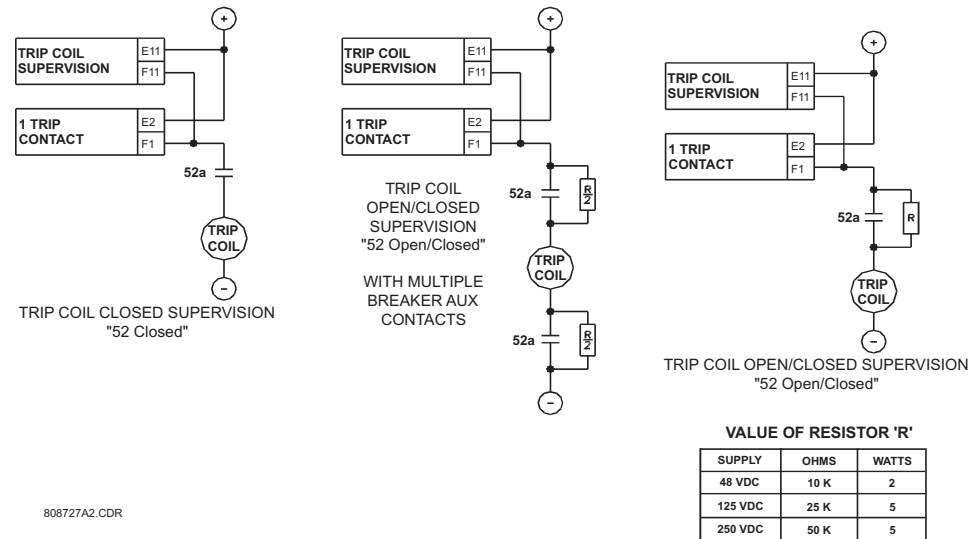 +
TRIP COIL E11
SUPERVISION F11
1 TRIP E2
CONTACT F1
52a
TRIP
COIL
-
TRIP COIL CLOSED SUPERVISION
"52 Closed"
+
TRIP COIL E11
SUPERVISION F11
1 TRIP E2
CONTACT F1
52a R/2
TRIP COIL
OPEN/CLOSED
SUPERVISION
"52 Open/Closed"
WITH MULTIPLE
BREAKER AUX
CONTACTS
TRIP
COIL
52a R/2
-
+
TRIP COIL E11
SUPERVISION F11
1 TRIP E2
CONTACT F1
52a R
TRIP
COIL
-
TRIP COIL OPEN/CLOSED SUPERVISION
"52 Open/Closed"
VALUE OF RESISTOR 'R'
SUPPLY OHMS WATTS
48 VDC 10 K 2
125 VDC 25 K 5
250 VDC 50 K 5
808727A2.CDR